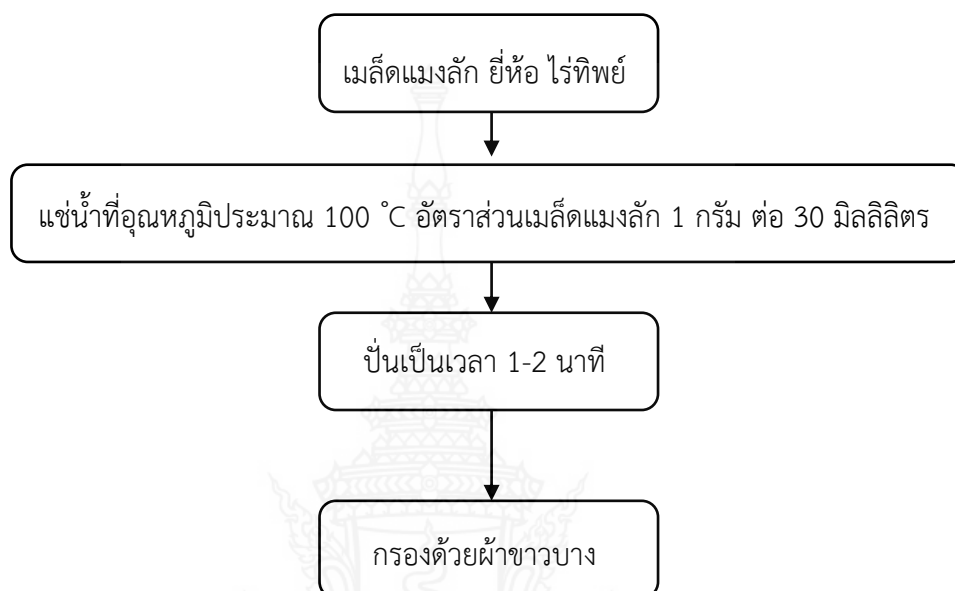 เมล็ดแมงลัก ยี่ห้อ ไร่ทิพย์
แช่น้ำที่อุณหภูมิประมาณ 100 ˚C อัตราส่วนเมล็ดแมงลัก 1 กรัม ต่อ 30 มิลลิลิตร
ปั่นเป็นเวลา 1-2 นาที
กรองด้วยผ้าขาวบาง